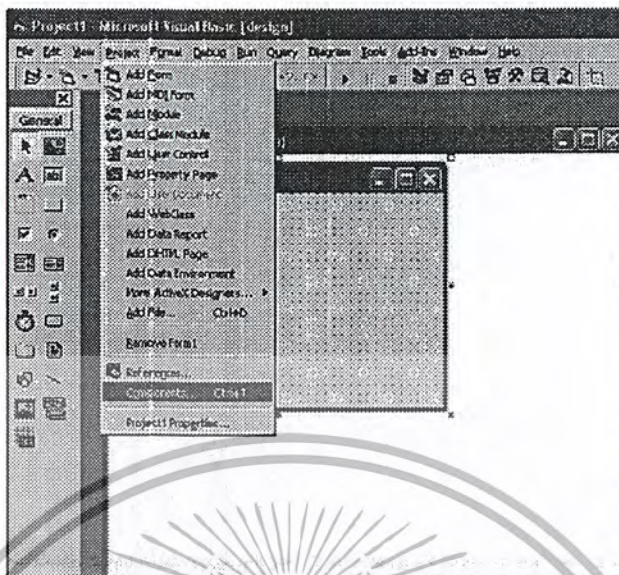 Project1 - Microsoft Visual Basic [design]
File Edit View Project Format Debug Run Query Diagram Tools Add-Ins Window Help
General
Add Form
Add MDI Form
Add Module
Add Class Module
Add User Control
Add Property Page
Add User Document
Add WebClass
Add Data Report
Add DHTML Page
Add Data Environment
More ActiveX Designers...
Add File... Ctrl+D
Remove Form1
References...
Components... Ctrl+T
Project1 Properties...
A ab